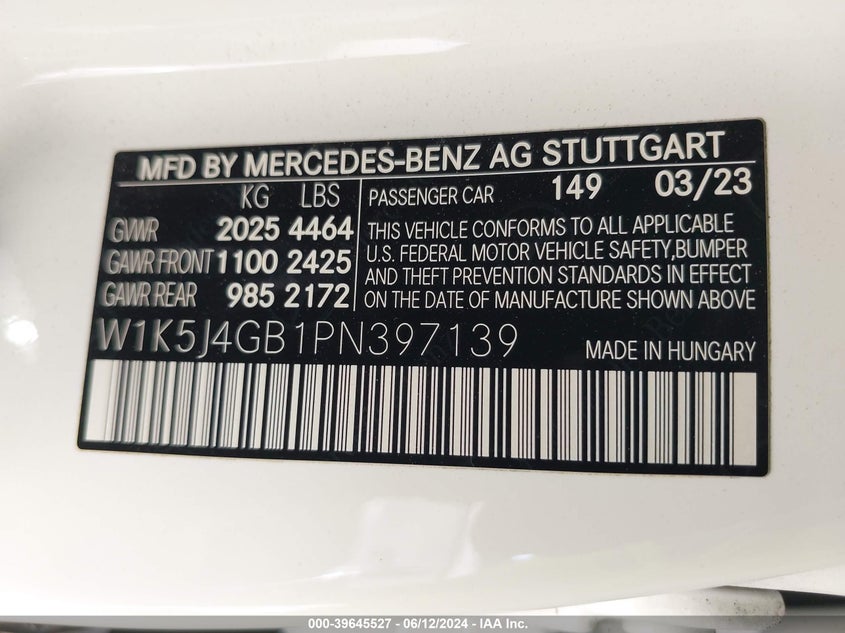 MFD BY MERCEDES-BENZ AG STUTTGART
KG LBS
GVWR 2025 4464
GAWR FRONT 1100 2425
GAWR REAR 985 2172
PASSENGER CAR 149 03/23
THIS VEHICLE CONFORMS TO ALL APPLICABLE
U.S. FEDERAL MOTOR VEHICLE SAFETY,BUMPER
AND THEFT PREVENTION STANDARDS IN EFFECT
ON THE DATE OF MANUFACTURE SHOWN ABOVE
W1K5J4GB1PN397139
MADE IN HUNGARY
000-39645527 - 06/12/2024 - IAA Inc.